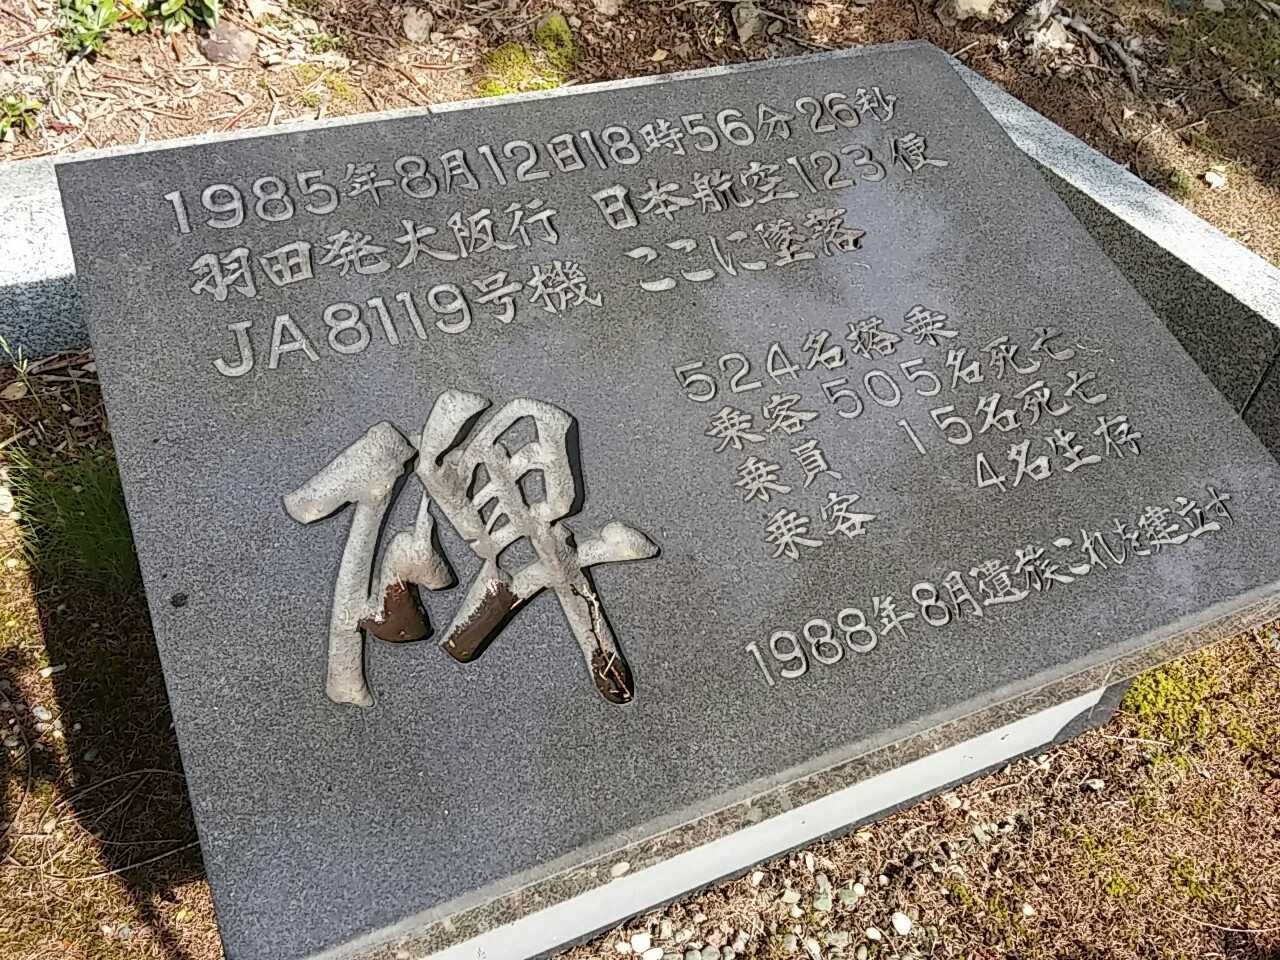 1985年8月12日18時56分26秒
羽田発大阪行 日本航空123便
JA8119号機 ここに墜落
碑
524名搭乗
乗客505名死亡
乗員 15名死亡
乗客 4名生存
1988年8月遺族これを建立す